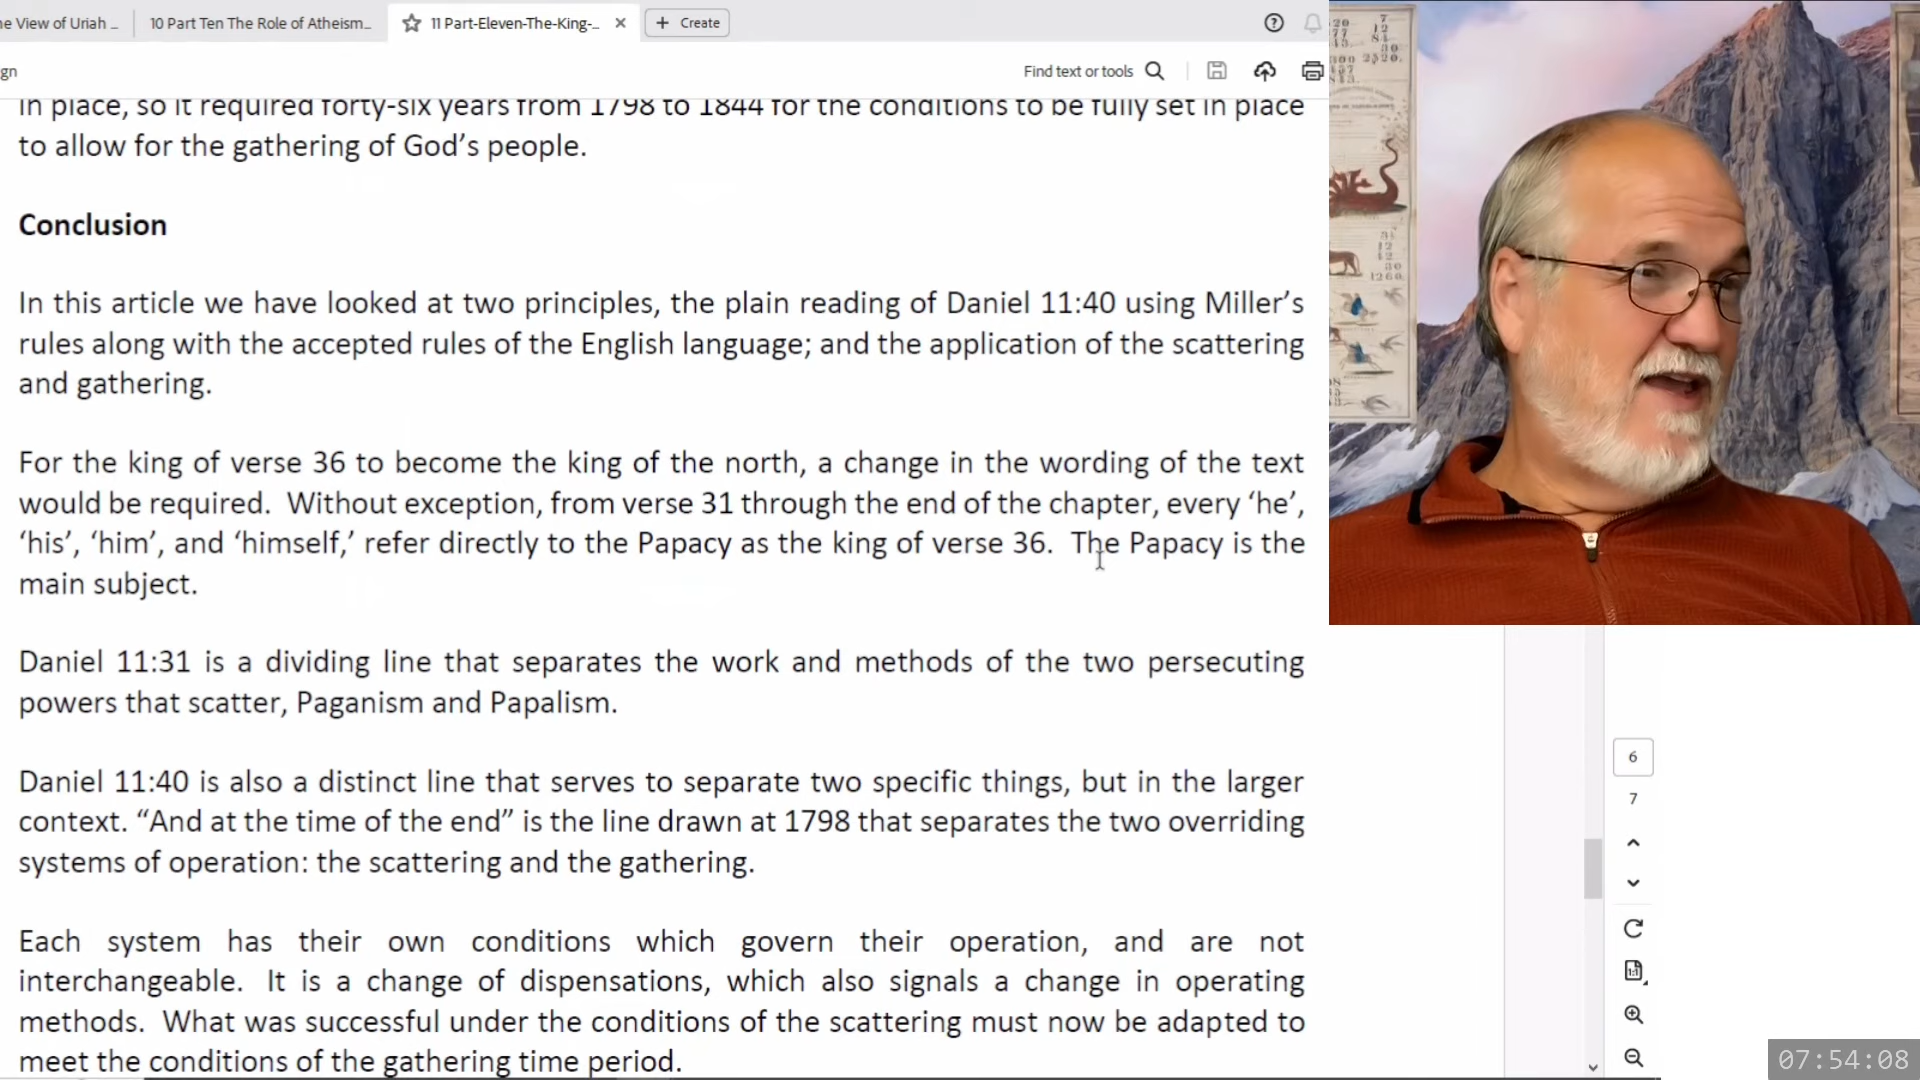 ne View of Uriah ...
10 Part Ten The Role of Atheism...
11 Part-Eleven-The-King-...
Create
gn
Find text or tools
in place, so it required forty-six years from 1798 to 1844 for the conditions to be fully set in place
to allow for the gathering of God's people.
Conclusion
In this article we have looked at two principles, the plain reading of Daniel 11:40 using Miller's
rules along with the accepted rules of the English language; and the application of the scattering
and gathering.
For the king of verse 36 to become the king of the north, a change in the wording of the text
would be required. Without exception, from verse 31 through the end of the chapter, every 'he',
'his', 'him', and 'himself,' refer directly to the Papacy as the king of verse 36. The Papacy is the
main subject.
Daniel 11:31 is a dividing line that separates the work and methods of the two persecuting
powers that scatter, Paganism and Papalism.
Daniel 11:40 is also a distinct line that serves to separate two specific things, but in the larger
context. "And at the time of the end" is the line drawn at 1798 that separates the two overriding
systems of operation: the scattering and the gathering.
Each system has their own conditions which govern their operation, and are not
interchangeable. It is a change of dispensations, which also signals a change in operating
methods. What was successful under the conditions of the scattering must now be adapted to
meet the conditions of the gathering time period.
6
7
1:1
07:54:08